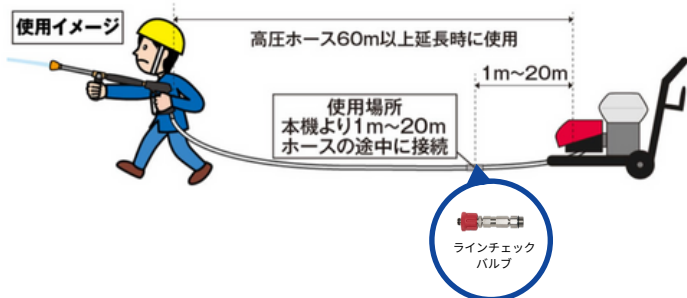 使用イメージ
高圧ホース60m以上延長時に使用
1m～20m
使用場所
本機より1m～20m
ホースの途中に接続
ラインチェック
バルブ